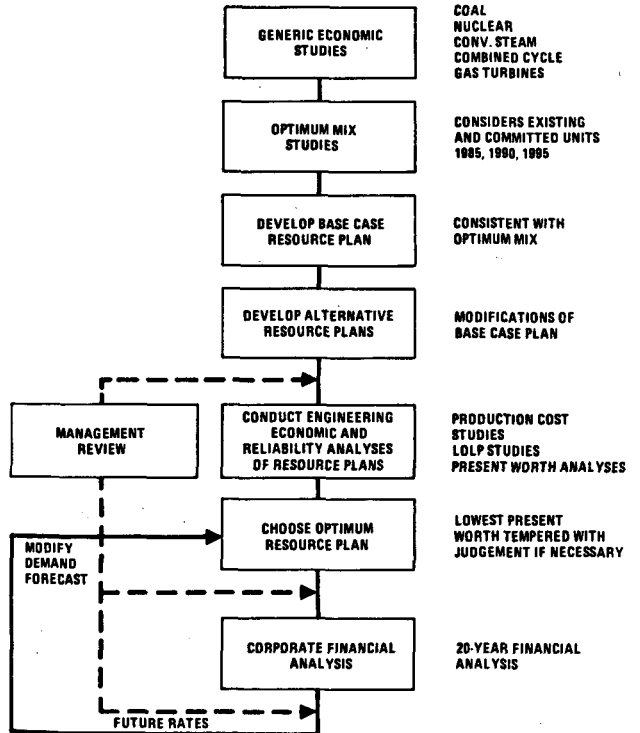 GENERIC ECONOMIC
STUDIES
COAL
NUCLEAR
CONV. STEAM
COMBINED CYCLE
GAS TURBINES
OPTIMUM MIX
STUDIES
CONSIDERS EXISTING
AND COMMITTED UNITS
1985, 1990, 1995
DEVELOP BASE CASE
RESOURCE PLAN
CONSISTENT WITH
OPTIMUM MIX
DEVELOP ALTERNATIVE
RESOURCE PLANS
MODIFICATIONS OF
BASE CASE PLAN
MANAGEMENT
REVIEW
CONDUCT ENGINEERING
ECONOMIC AND
RELIABILITY ANALYSES
OF RESOURCE PLANS
PRODUCTION COST
STUDIES
LOLP STUDIES
PRESENT WORTH ANALYSES
MODIFY
DEMAND
FORECAST
CHOOSE OPTIMUM
RESOURCE PLAN
LOWEST PRESENT
WORTH TEMPERED WITH
JUDGEMENT IF NECESSARY
CORPORATE FINANCIAL
ANALYSIS
20-YEAR FINANCIAL
ANALYSIS
FUTURE RATES